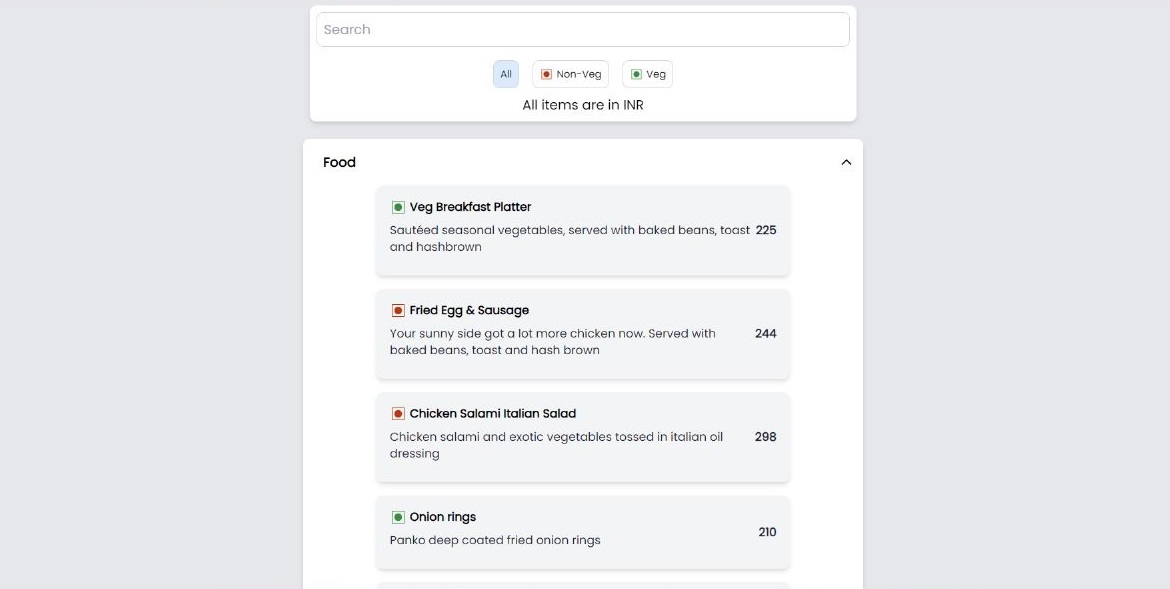 Search
All Non-Veg Veg
All items are in INR
Food
Veg Breakfast Platter
Sautéed seasonal vegetables, served with baked beans, toast 225
and hashbrown
Fried Egg & Sausage
Your sunny side got a lot more chicken now. Served with 244
baked beans, toast and hash brown
Chicken Salami Italian Salad
Chicken salami and exotic vegetables tossed in italian oil 298
dressing
Onion rings
Panko deep coated fried onion rings 210